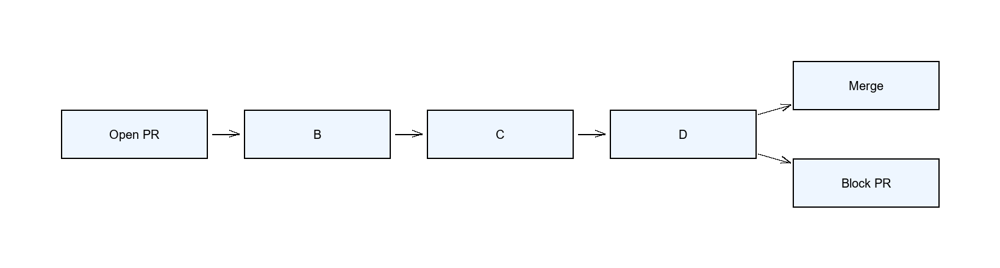 Open PR
B
C
D
Merge
Block PR